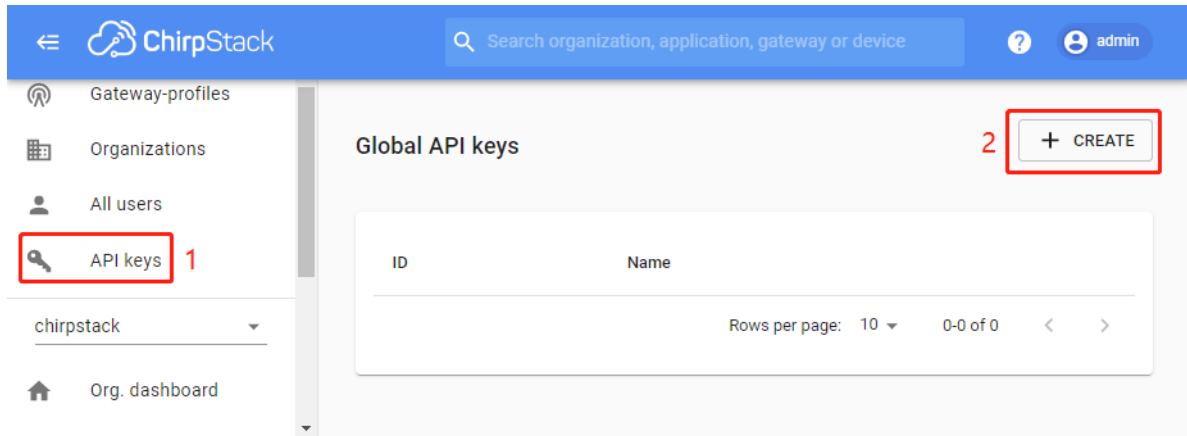 ChirpStack
Search organization, application, gateway or device
? admin
Gateway-profiles
Organizations
All users
API keys 1
chirpstack
Org. dashboard
Global API keys
2 + CREATE
ID Name
Rows per page: 10 0-0 of 0